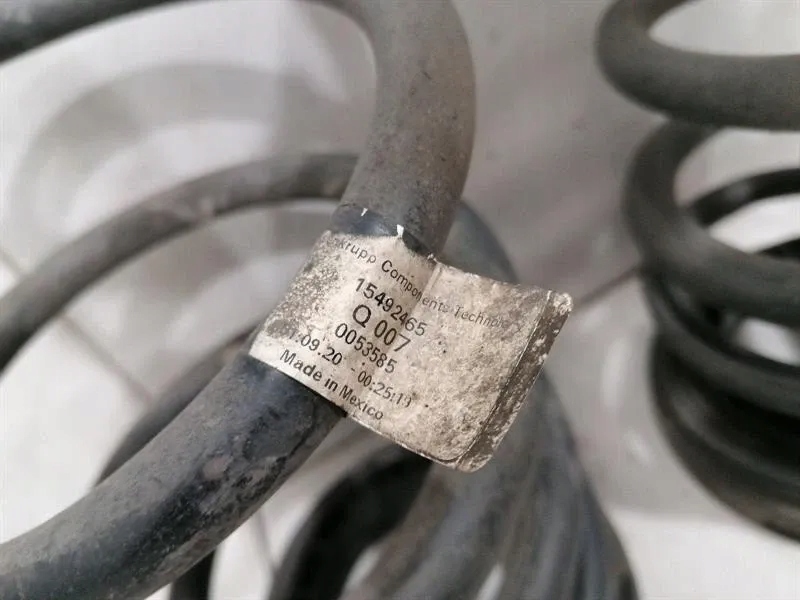 krupp Components Technolo
15492465
Q 007
0053585
.09.20 00:25:19
Made in Mexico